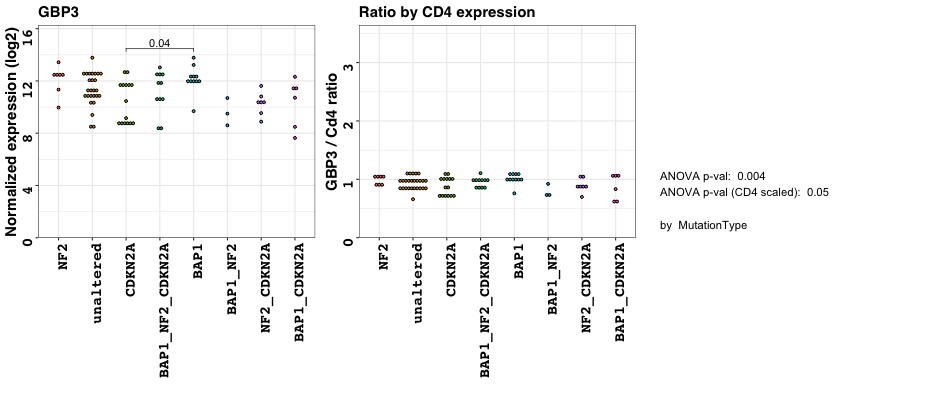 GBP3
Normalized expression (log2)
16
12
8
4
0
0.04
NF2
unaltered
CDKN2A
BAP1_NF2_CDKN2A
BAP1
BAP1_NF2
NF2_CDKN2A
BAP1_CDKN2A
Ratio by CD4 expression
GBP3 / Cd4 ratio
3
2
1
0
NF2
unaltered
CDKN2A
BAP1_NF2_CDKN2A
BAP1
BAP1_NF2
NF2_CDKN2A
BAP1_CDKN2A
ANOVA p-val: 0.004
ANOVA p-val (CD4 scaled): 0.05
by MutationType